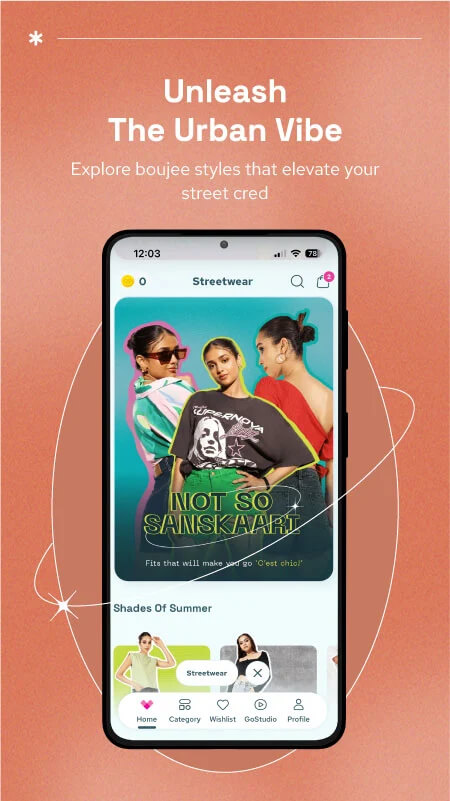 Unleash
The Urban Vibe
Explore boujee styles that elevate your
street cred
12:03
78
0
Streetwear
2
SUPERNOVA
NOT SO
SANSKAARI
Fits that will make you go 'C'est chic!'
Shades Of Summer
Streetwear
Home
Category
Wishlist
GoStudio
Profile